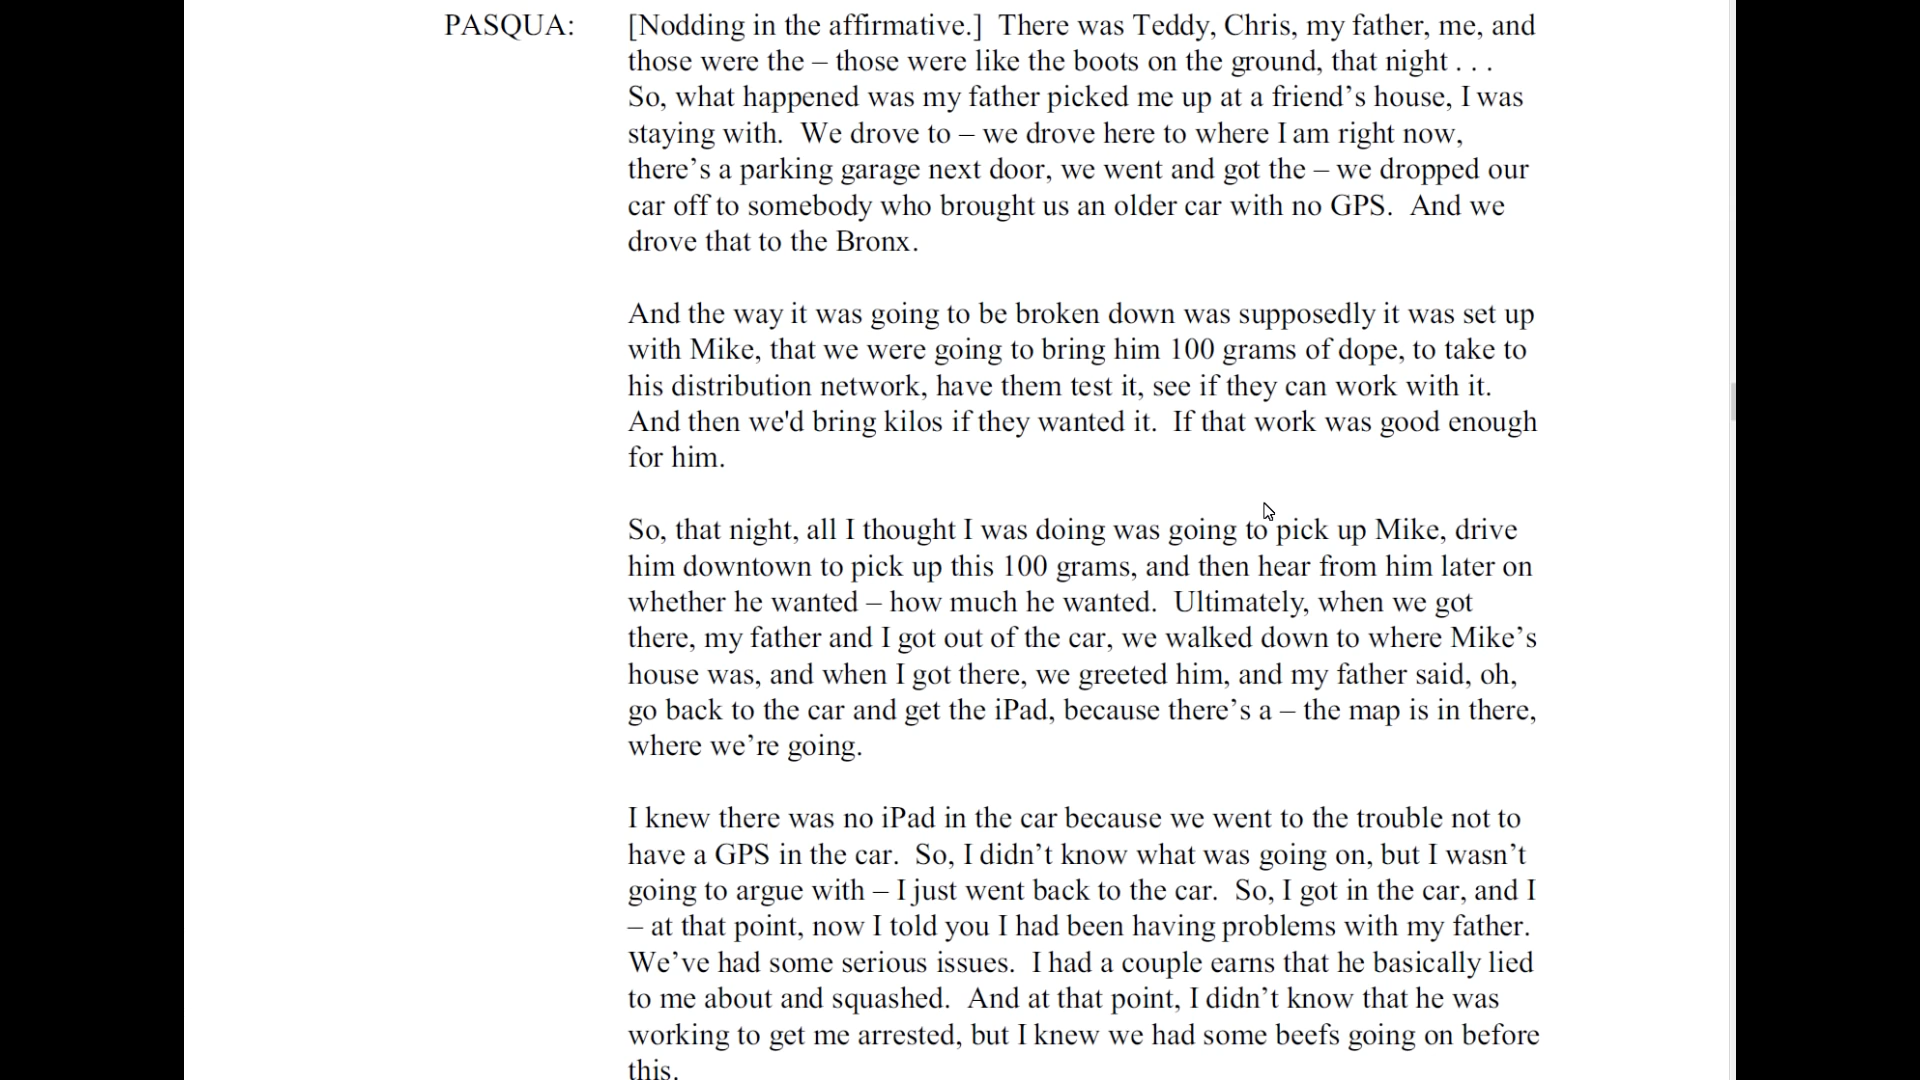 PASQUA: [Nodding in the affirmative.] There was Teddy, Chris, my father, me, and
those were the – those were like the boots on the ground, that night . . .
So, what happened was my father picked me up at a friend’s house, I was
staying with. We drove to – we drove here to where I am right now,
there’s a parking garage next door, we went and got the – we dropped our
car off to somebody who brought us an older car with no GPS. And we
drove that to the Bronx.
And the way it was going to be broken down was supposedly it was set up
with Mike, that we were going to bring him 100 grams of dope, to take to
his distribution network, have them test it, see if they can work with it.
And then we'd bring kilos if they wanted it. If that work was good enough
for him.
So, that night, all I thought I was doing was going to pick up Mike, drive
him downtown to pick up this 100 grams, and then hear from him later on
whether he wanted – how much he wanted. Ultimately, when we got
there, my father and I got out of the car, we walked down to where Mike’s
house was, and when I got there, we greeted him, and my father said, oh,
go back to the car and get the iPad, because there’s a – the map is in there,
where we’re going.
I knew there was no iPad in the car because we went to the trouble not to
have a GPS in the car. So, I didn’t know what was going on, but I wasn’t
going to argue with – I just went back to the car. So, I got in the car, and I
– at that point, now I told you I had been having problems with my father.
We’ve had some serious issues. I had a couple earns that he basically lied
to me about and squashed. And at that point, I didn’t know that he was
working to get me arrested, but I knew we had some beefs going on before
this.